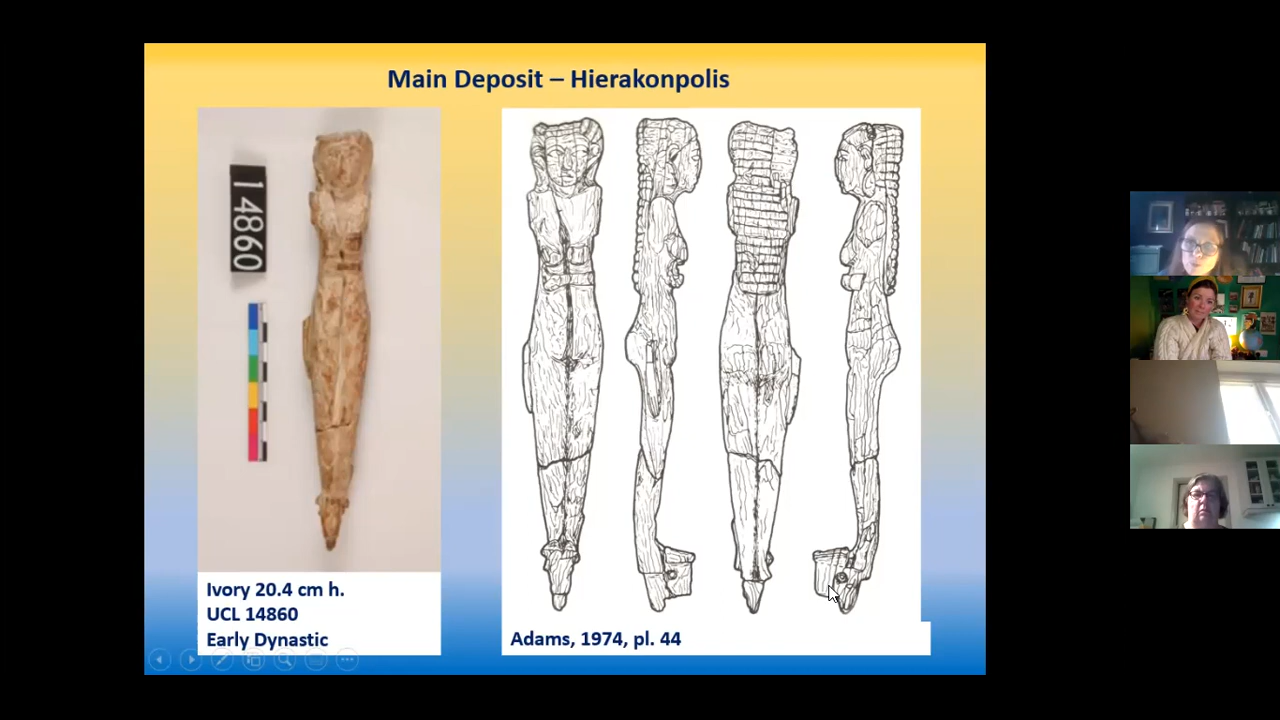 Main Deposit – Hierakonpolis
14860
Ivory 20.4 cm h.
UCL 14860
Early Dynastic
Adams, 1974, pl. 44